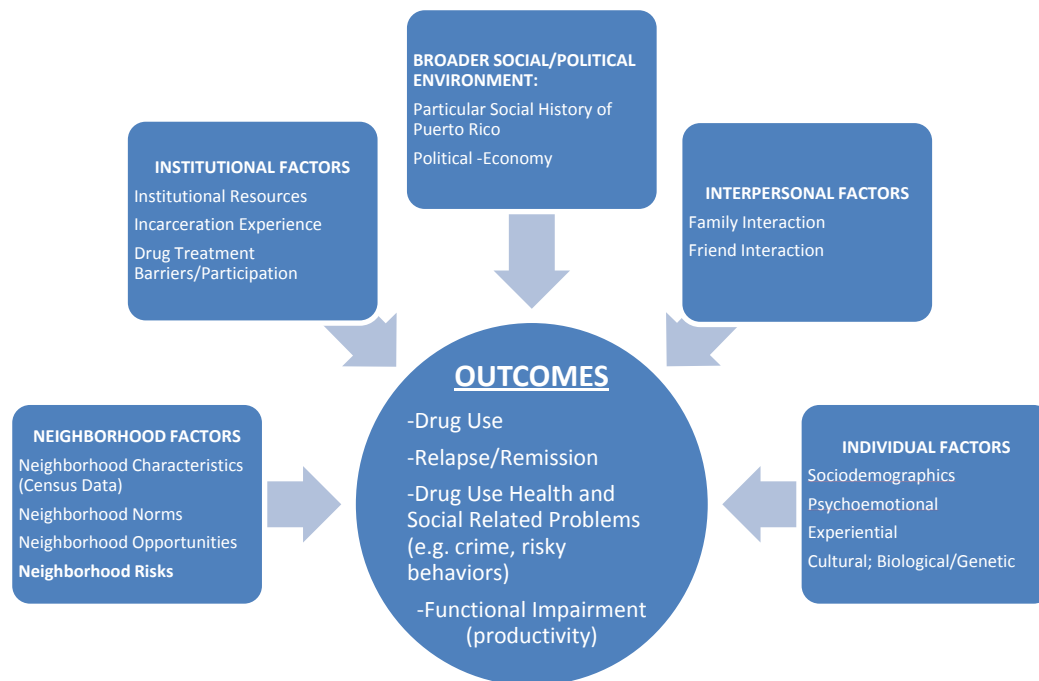 BROADER SOCIAL/POLITICAL
ENVIRONMENT:
Particular Social History of
Puerto Rico
Political -Economy
INSTITUTIONAL FACTORS
Institutional Resources
Incarceration Experience
Drug Treatment
Barriers/Participation
INTERPERSONAL FACTORS
Family Interaction
Friend Interaction
NEIGHBORHOOD FACTORS
Neighborhood Characteristics
(Census Data)
Neighborhood Norms
Neighborhood Opportunities
Neighborhood Risks
OUTCOMES
-Drug Use
-Relapse/Remission
-Drug Use Health and
Social Related Problems
(e.g. crime, risky
behaviors)
-Functional Impairment
(productivity)
INDIVIDUAL FACTORS
Sociodemographics
Psychoemotional
Experiential
Cultural; Biological/Genetic